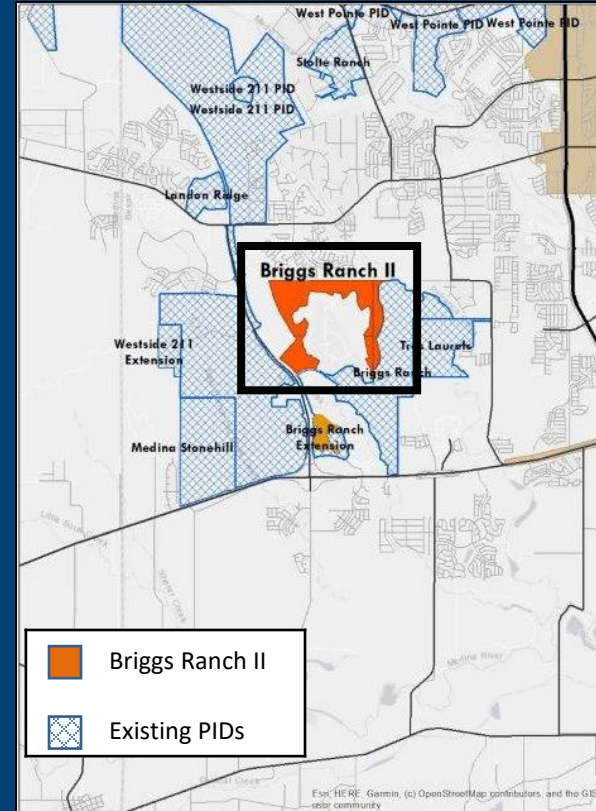 West Pointe PID
West Pointe PID
West Pointe PID
Stolte Ranch
Westside 211 PID
Westside 211 PID
Landon Ridge
Briggs Ranch II
Westside 211
Extension
Tres Laurels
Briggs Ranch
Briggs Ranch
Extension
Medina Stonehill
Medina River
Briggs Ranch II
Existing PIDs
Esri, HERE, Garmin, (c) OpenStreetMap contributors, and the GIS
user community